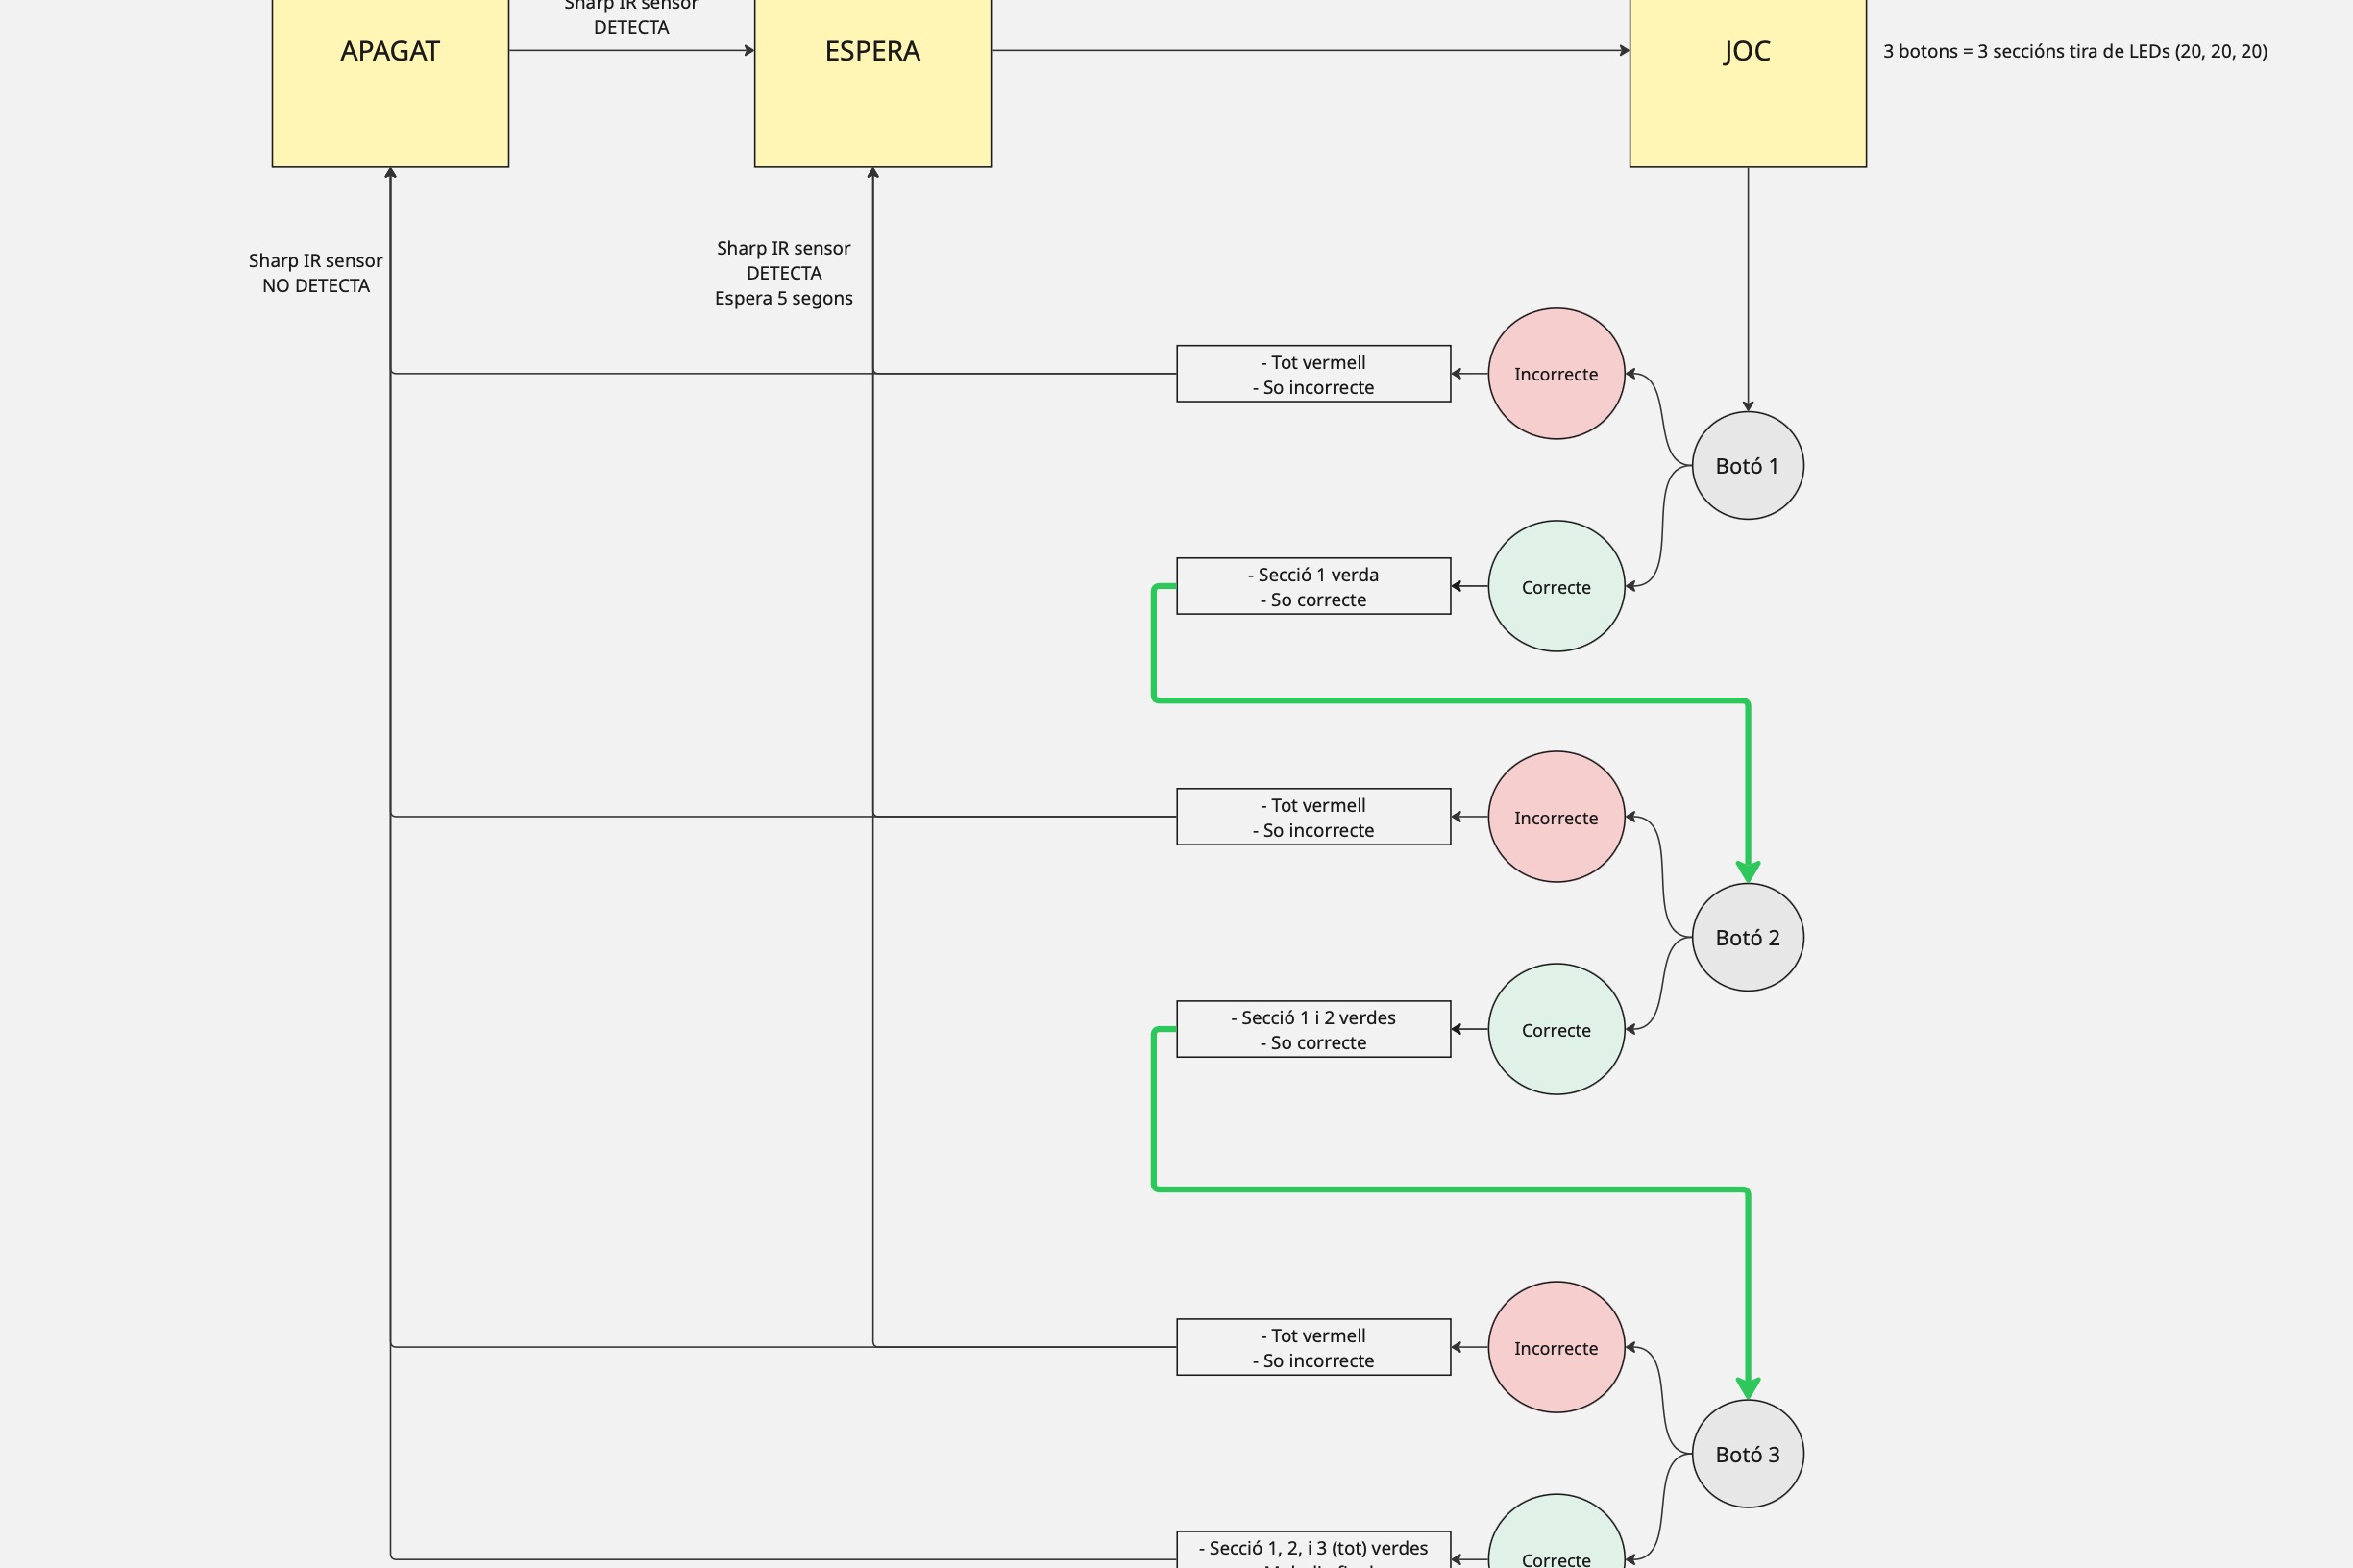 Sharp IR sensor
DETECTA
APAGAT
ESPERA
JOC
3 botons = 3 seccións tira de LEDs (20, 20, 20)
Sharp IR sensor
NO DETECTA
Sharp IR sensor
DETECTA
Espera 5 segons
- Tot vermell
- So incorrecte
Incorrecte
Botó 1
- Secció 1 verda
- So correcte
Correcte
- Tot vermell
- So incorrecte
Incorrecte
Botó 2
- Secció 1 i 2 verdes
- So correcte
Correcte
- Tot vermell
- So incorrecte
Incorrecte
Botó 3
- Secció 1, 2, i 3 (tot) verdes
Correcte